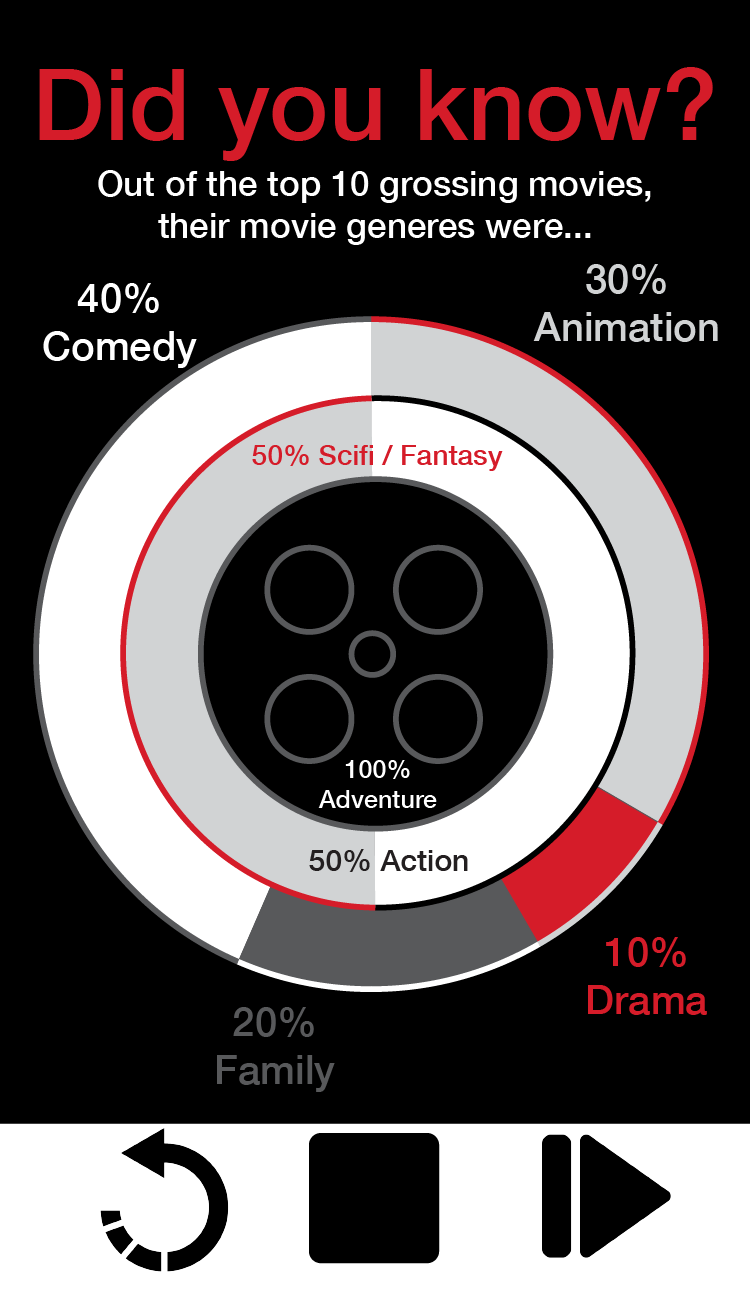 Did you know?
Out of the top 10 grossing movies,
their movie generes were...
40%
Comedy
30%
Animation
50% Scifi / Fantasy
100%
Adventure
50% Action
10%
Drama
20%
Family